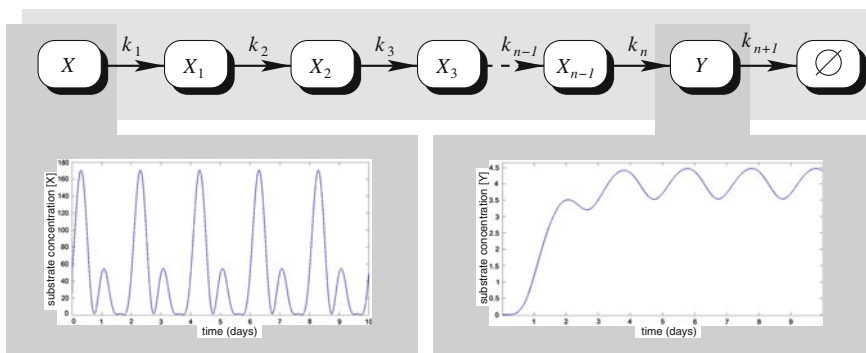 k1 k2 k3 kn-1 kn kn+1
X X1 X2 X3 Xn-1 Y ∅
substrate concentration [X]
180
160
140
120
100
80
60
40
20
0
0 1 2 3 4 5 6 7 8 9 10
time (days)
substrate concentration [Y]
4.5
4
3.5
3
2.5
2
1.5
1
0.5
0
1 2 3 4 5 6 7 8 9
time (days)